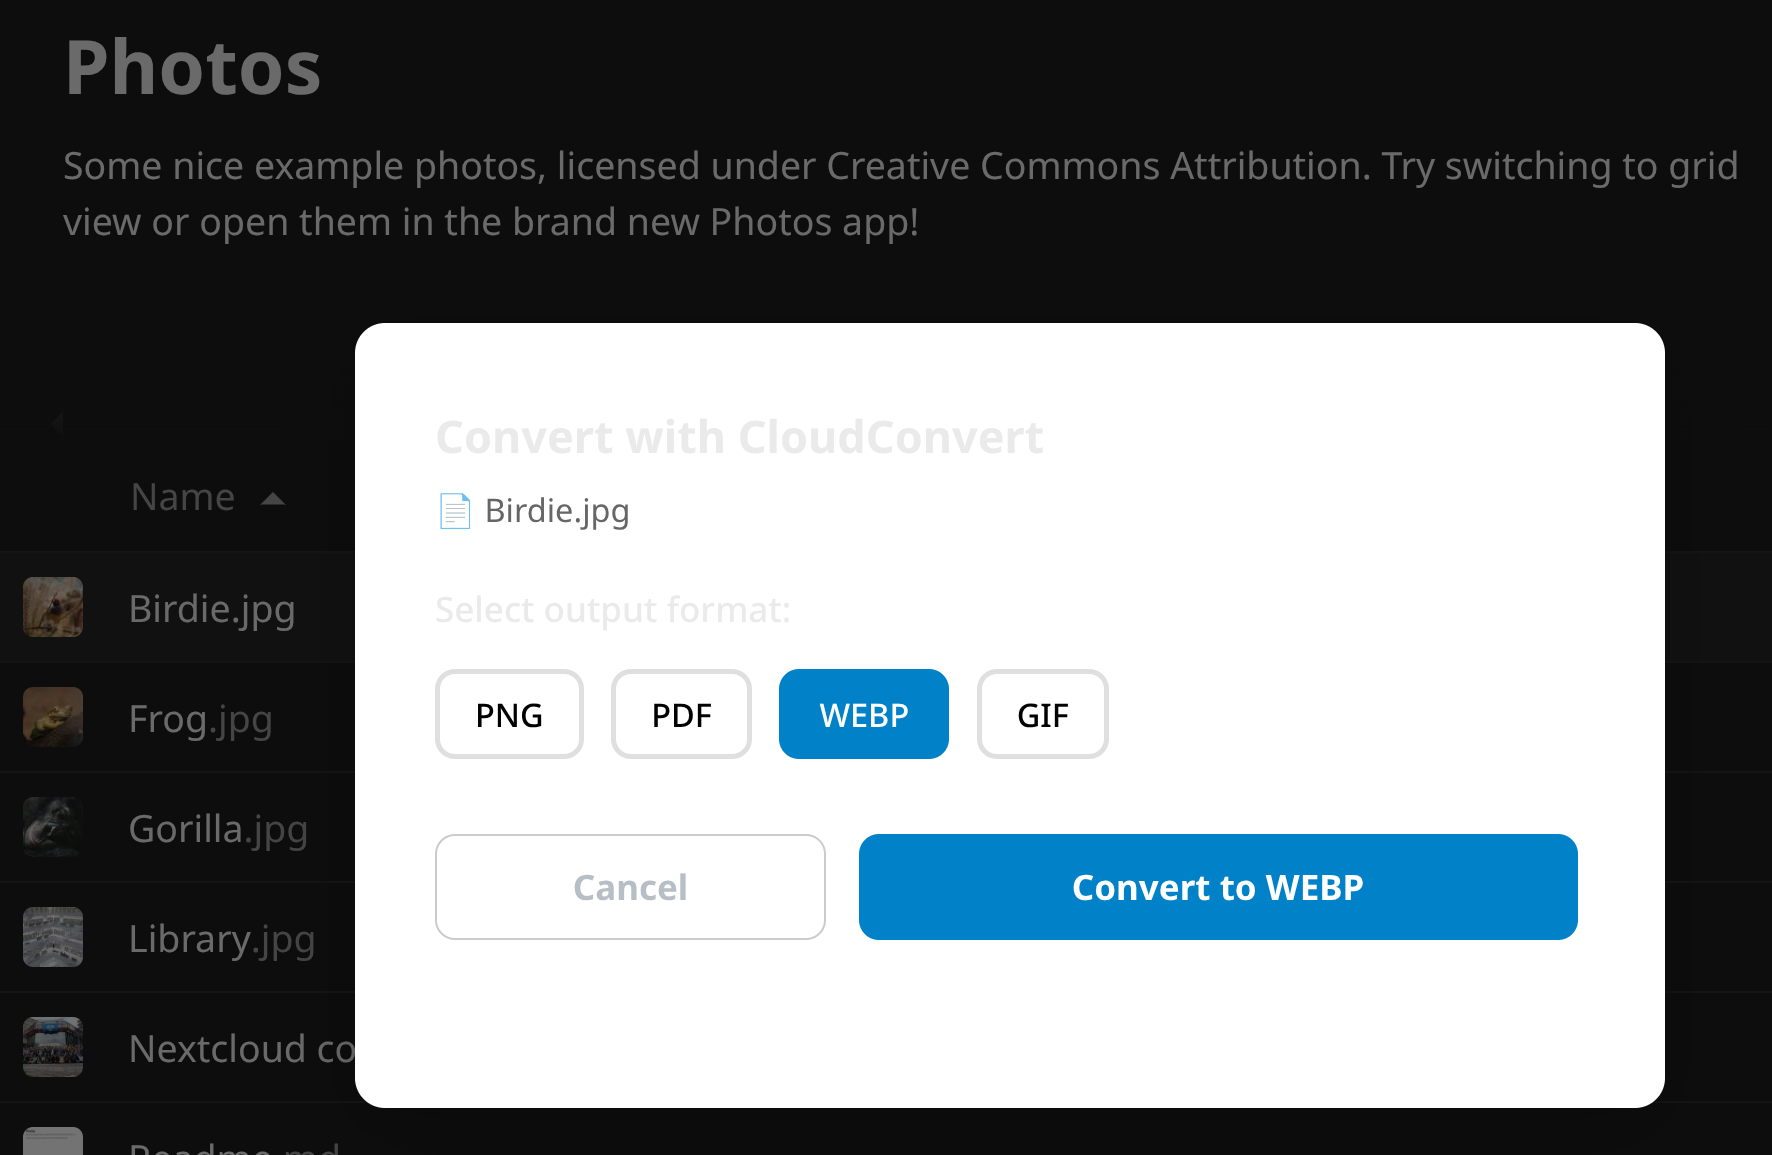 Photos
Some nice example photos, licensed under Creative Commons Attribution. Try switching to grid
view or open them in the brand new Photos app!
Name
Birdie.jpg
Frog.jpg
Gorilla.jpg
Library.jpg
Nextcloud co
Readme.md
Convert with CloudConvert
Birdie.jpg
Select output format:
PNG PDF WEBP GIF
Cancel Convert to WEBP